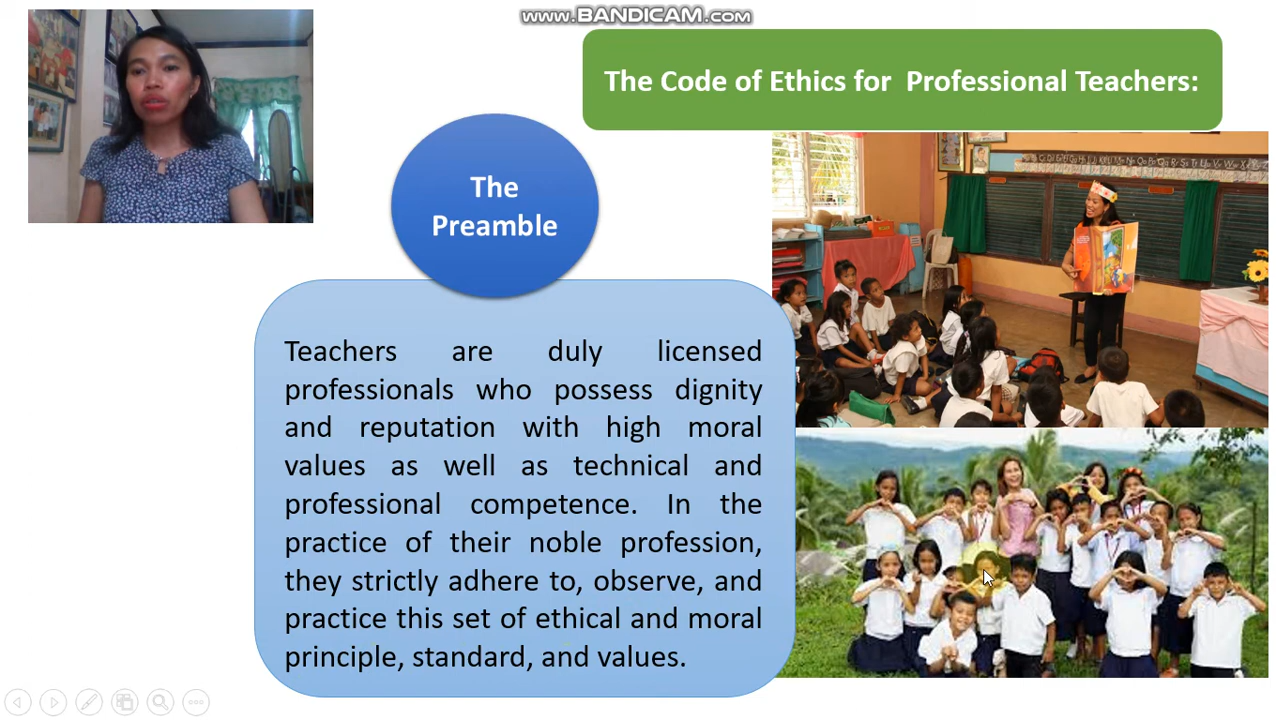 www.BANDICAM.com
The Code of Ethics for Professional Teachers:
The
Preamble
Teachers are duly licensed
professionals who possess dignity
and reputation with high moral
values as well as technical and
professional competence. In the
practice of their noble profession,
they strictly adhere to, observe, and
practice this set of ethical and moral
principle, standard, and values.